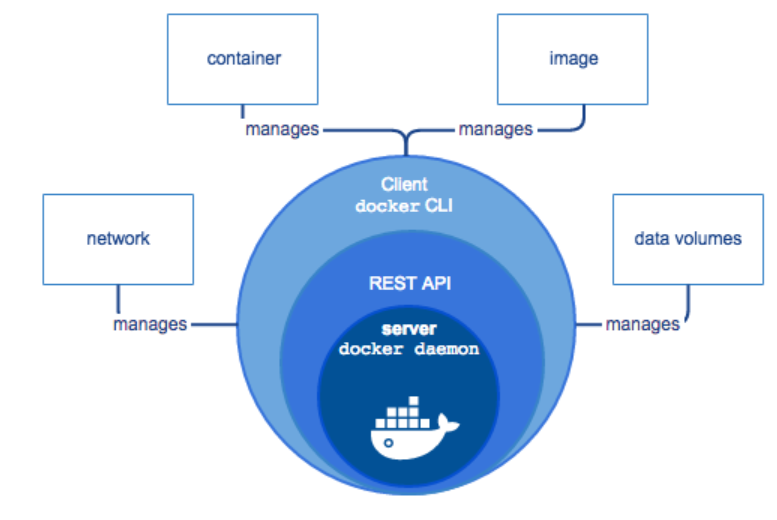 container
image
manages
manages
Client
docker CLI
network
data volumes
REST API
manages
manages
server
docker daemon